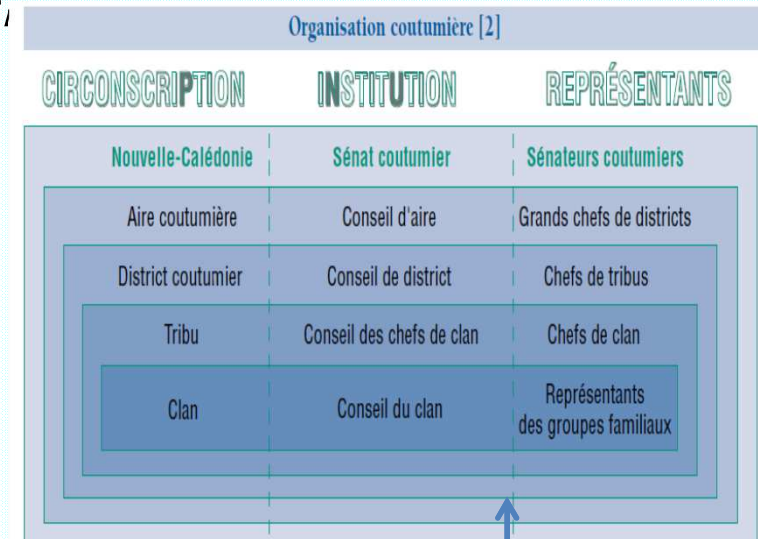 Organisation coutumière [2]
CIRCONSCRIPTION INSTITUTION REPRÉSENTANTS
Nouvelle-Calédonie Sénat coutumier Sénateurs coutumiers
Aire coutumière Conseil d'aire Grands chefs de districts
District coutumier Conseil de district Chefs de tribus
Tribu Conseil des chefs de clan Chefs de clan
Clan Conseil du clan Représentants
des groupes familiaux